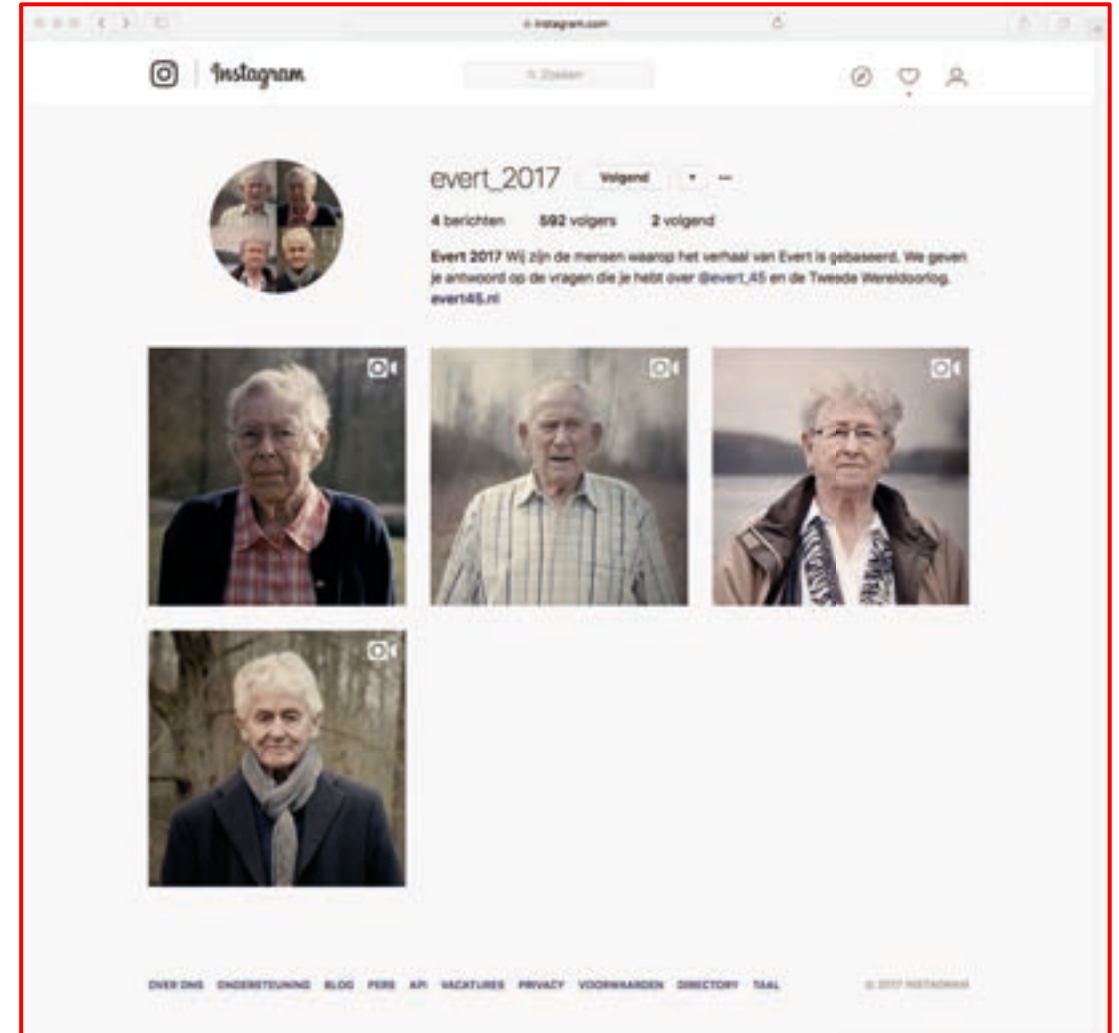 instagram.com
Instagram
Zoeken
evert_2017 Volgend
4 berichten 592 volgers 2 volgend
Evert 2017 Wij zijn de mensen waarop het verhaal van Evert is gebaseerd. We geven
je antwoord op de vragen die je hebt over @evert_45 en de Tweede Wereldoorlog.
evert45.nl
OVER ONS ONDERSTEUNING BLOG PERS API VACATURES PRIVACY VOORWAARDEN DIRECTORY TAAL © 2017 INSTAGRAM